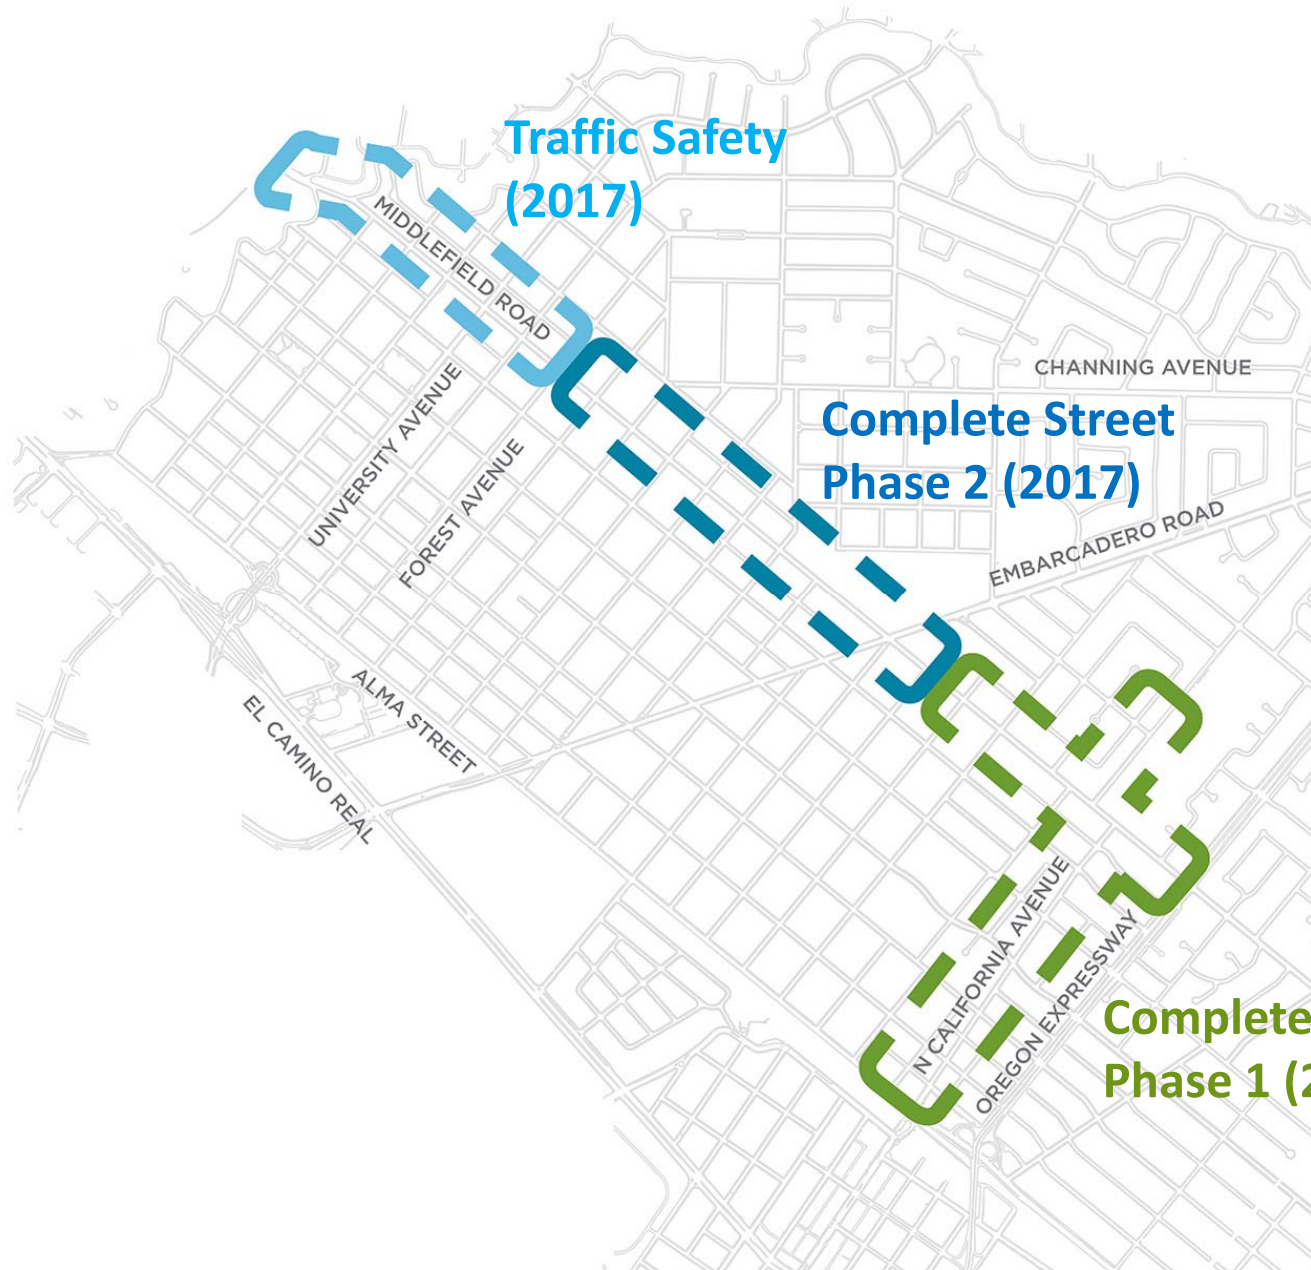 Traffic Safety
(2017)
MIDDLEFIELD ROAD
CHANNING AVENUE
Complete Street
Phase 2 (2017)
UNIVERSITY AVENUE
FOREST AVENUE
EMBARCADERO ROAD
ALMA STREET
EL CAMINO REAL
N CALIFORNIA AVENUE
OREGON EXPRESSWAY
Complete
Phase 1 (2